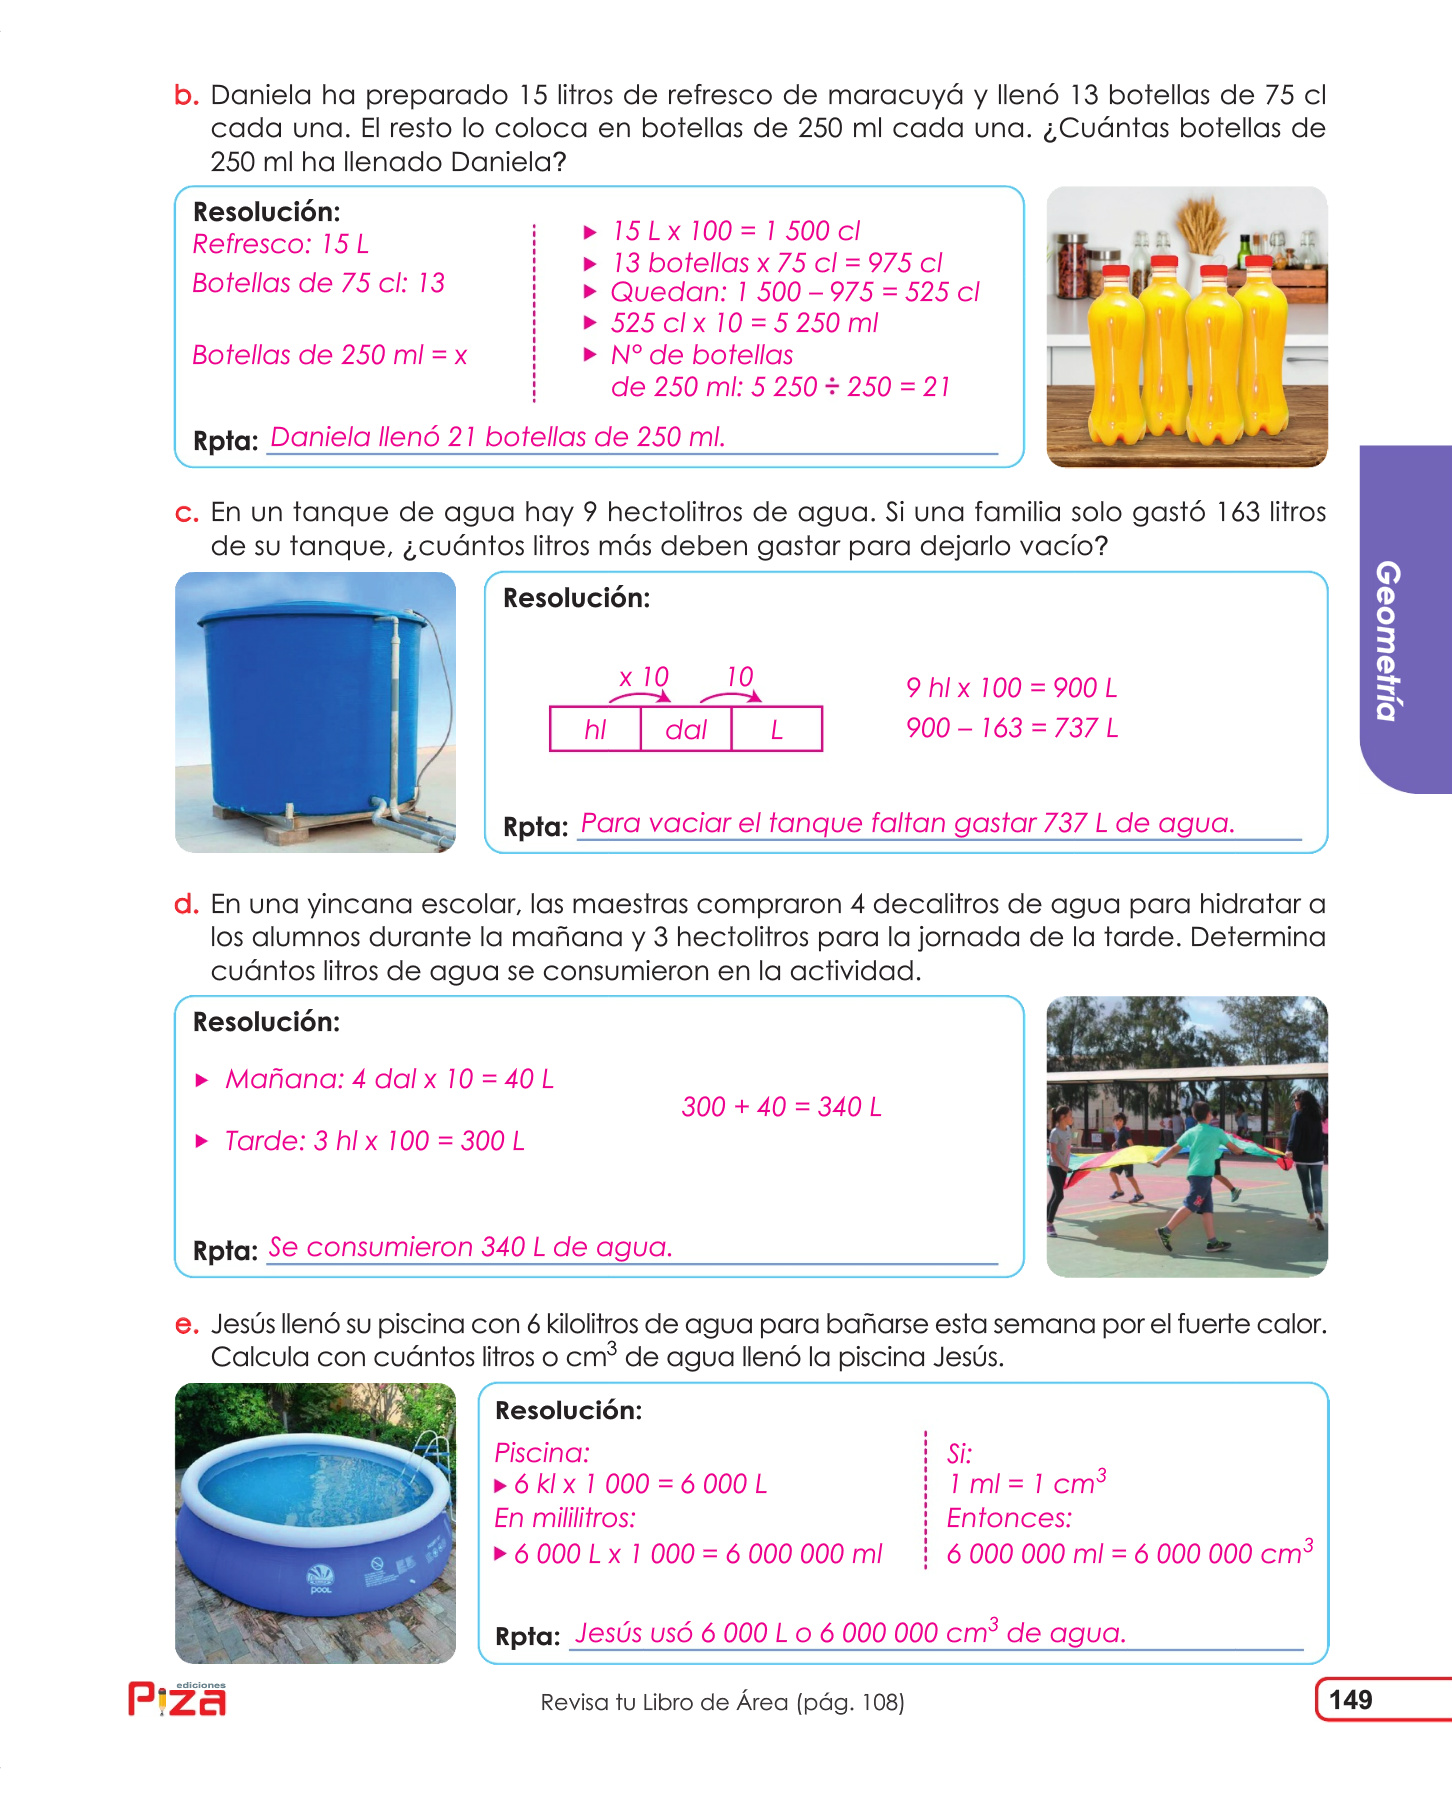 b. Daniela ha preparado 15 litros de refresco de maracuyá y llenó 13 botellas de 75 cl
cada una. El resto lo coloca en botellas de 250 ml cada una. ¿Cuántas botellas de
250 ml ha llenado Daniela?
Resolución:
Refresco: 15 L
Botellas de 75 cl: 13
Botellas de 250 ml = x
▶ 15 L x 100 = 1 500 cl
▶ 13 botellas x 75 cl = 975 cl
▶ Quedan: 1 500 – 975 = 525 cl
▶ 525 cl x 10 = 5 250 ml
▶ N° de botellas
de 250 ml: 5 250 ÷ 250 = 21
Rpta: Daniela llenó 21 botellas de 250 ml.
c. En un tanque de agua hay 9 hectolitros de agua. Si una familia solo gastó 163 litros
de su tanque, ¿cuántos litros más deben gastar para dejarlo vacío?
Resolución:
x 10 10
hl dal L
9 hl x 100 = 900 L
900 – 163 = 737 L
Rpta: Para vaciar el tanque faltan gastar 737 L de agua.
Geometría
d. En una yincana escolar, las maestras compraron 4 decalitros de agua para hidratar a
los alumnos durante la mañana y 3 hectolitros para la jornada de la tarde. Determina
cuántos litros de agua se consumieron en la actividad.
Resolución:
▶ Mañana: 4 dal x 10 = 40 L
▶ Tarde: 3 hl x 100 = 300 L
300 + 40 = 340 L
Rpta: Se consumieron 340 L de agua.
e. Jesús llenó su piscina con 6 kilolitros de agua para bañarse esta semana por el fuerte calor.
Calcula con cuántos litros o cm³ de agua llenó la piscina Jesús.
POOL
Resolución:
Piscina:
▶ 6 kl x 1 000 = 6 000 L
En mililitros:
▶ 6 000 L x 1 000 = 6 000 000 ml
Si:
1 ml = 1 cm³
Entonces:
6 000 000 ml = 6 000 000 cm³
Rpta: Jesús usó 6 000 L o 6 000 000 cm³ de agua.
ediciones
Piza
Revisa tu Libro de Área (pág. 108)
149